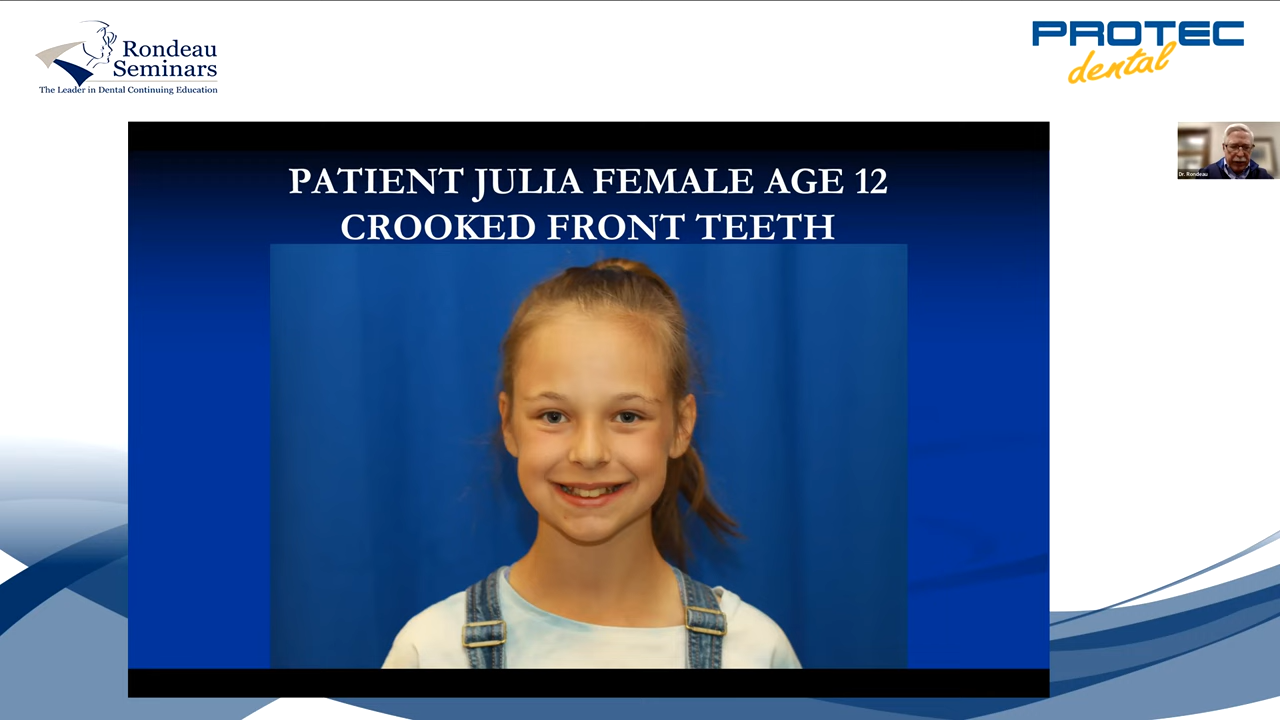 Rondeau
Seminars
The Leader in Dental Continuing Education
PROTEC
dental
PATIENT JULIA FEMALE AGE 12
CROOKED FRONT TEETH
Dr. Rondeau